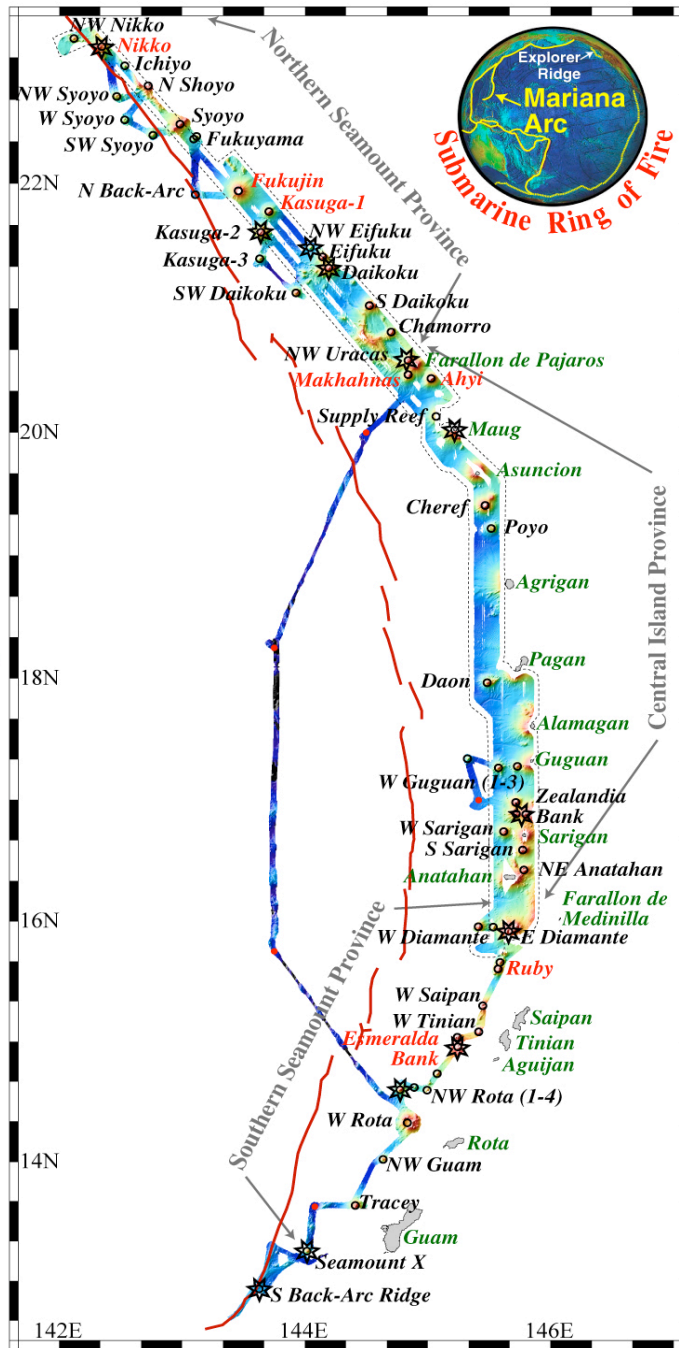 NW Nikko
Nikko
Ichiyo
N Shoyo
NW Syoyo
W Syoyo
Syoyo
SW Syoyo
Fukuyama
22N
N Back-Arc
Fukujin
Kasuga-1
Kasuga-2
NW Eifuku
Eifuku
Kasuga-3
Daikoku
SW Daikoku
S Daikoku
Chamorro
NW Uracas
Farallon de Pajaros
Makhahnas
Ahyi
Supply Reef
20N
Maug
Asuncion
Cheref
Poyo
Agrigan
Pagan
18N
Daon
Alamagan
Guguan
W Guguan (1-3)
Zealandia
Bank
W Sarigan
Sarigan
S Sarigan
NE Anatahan
Anatahan
Farallon de
Medinilla
16N
W Diamante
E Diamante
Ruby
W Saipan
Saipan
W Tinian
Esmeralda
Bank
Tinian
Aguijan
NW Rota (1-4)
W Rota
Rota
14N
NW Guam
Tracey
Guam
Seamount X
S Back-Arc Ridge
142E
144E
146E
Northern Seamount Province
Central Island Province
Southern Seamount Province
Explorer
Ridge
Mariana
Arc
Submarine Ring of Fire